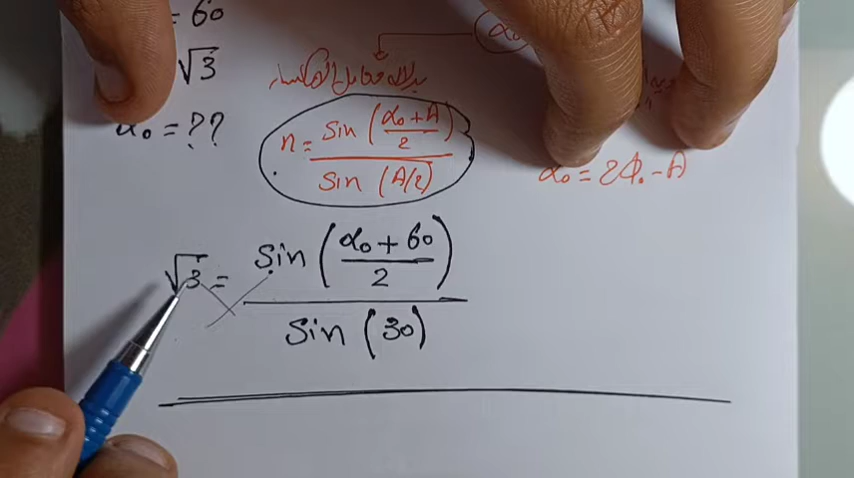 = 60
√3
α₀ = ??
n = sin (α₀ + A / 2) / sin (A/2)
α₀ = 2Φ₀ - A
√3 = sin (α₀ + 60 / 2) / sin (30)